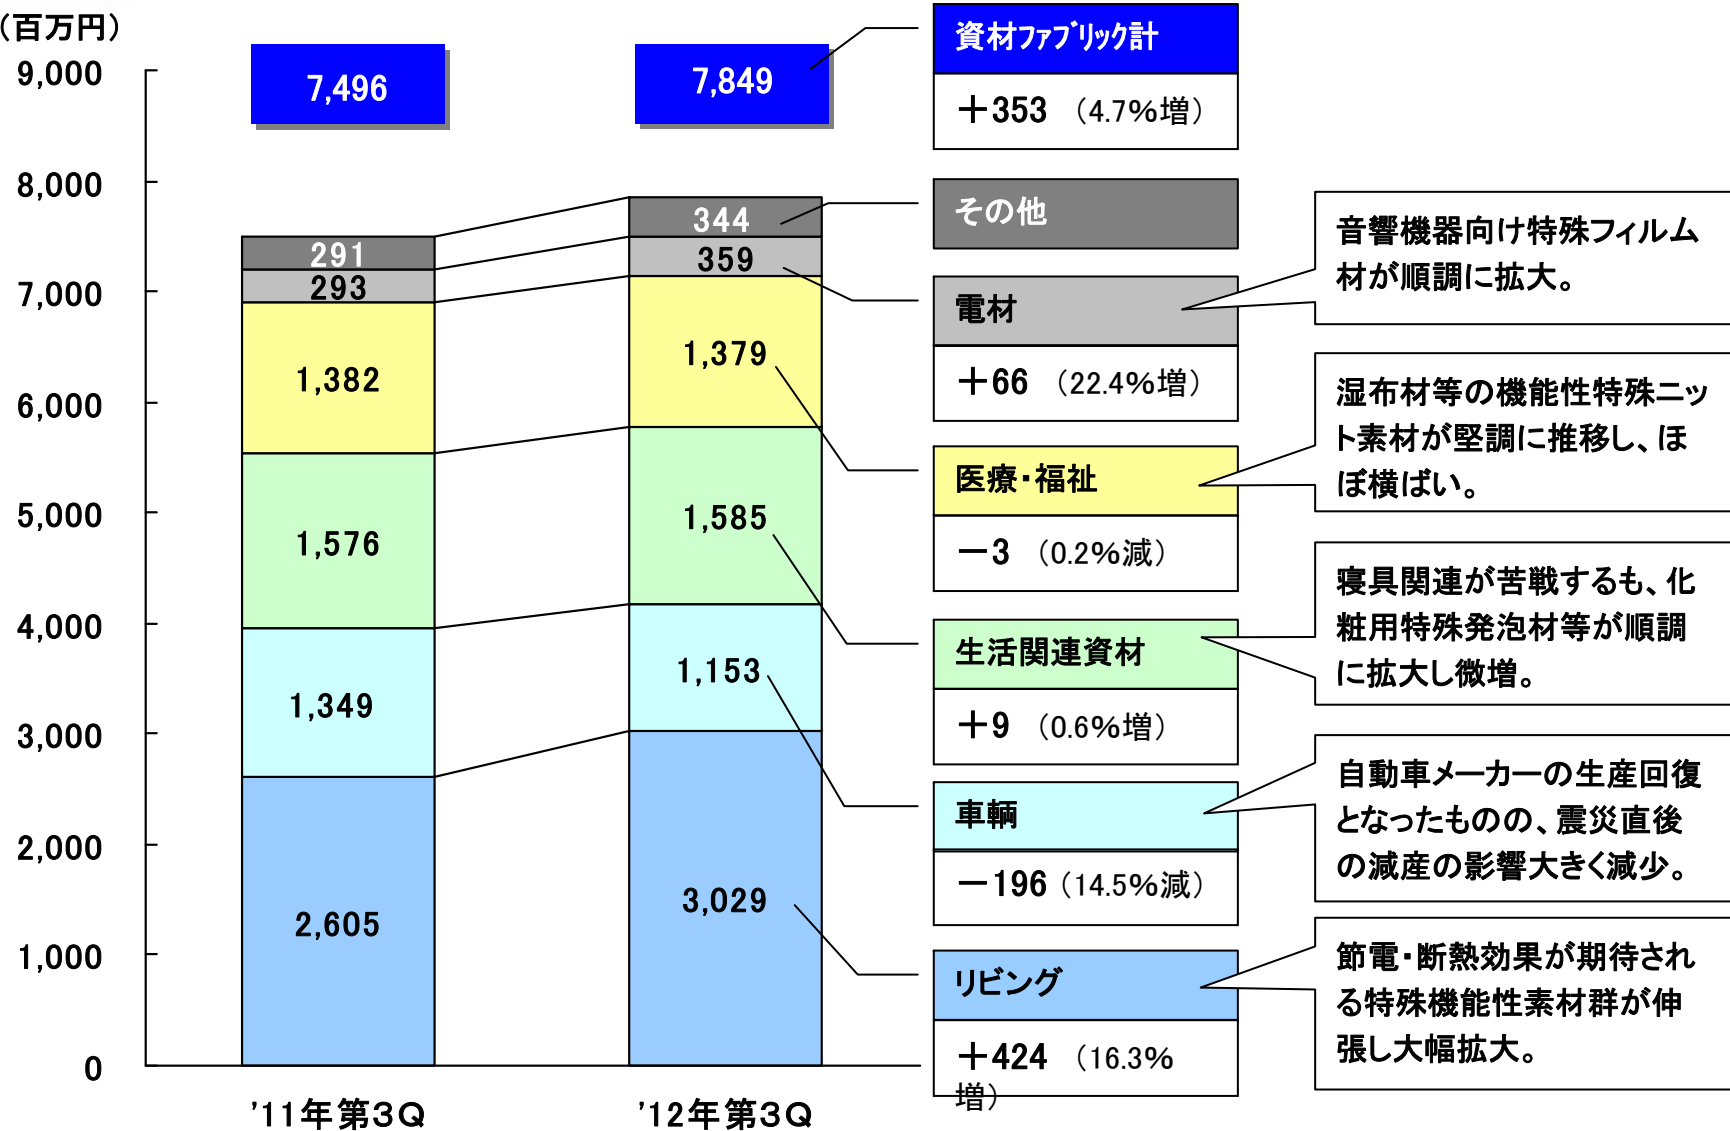 （百万円）
9,000
8,000
7,000
6,000
5,000
4,000
3,000
2,000
1,000
0
7,496
291
293
1,382
1,576
1,349
2,605
'11年第３Ｑ
7,849
344
359
1,379
1,585
1,153
3,029
'12年第３Ｑ
資材ﾌｧﾌﾞﾘｯｸ計
＋353 （4.7％増）
その他
電材
＋66 （22.4％増）
音響機器向け特殊フィルム
材が順調に拡大。
医療・福祉
－3 （0.2％減）
湿布材等の機能性特殊ニッ
ト素材が堅調に推移し、ほ
ぼ横ばい。
生活関連資材
＋9 （0.6％増）
寝具関連が苦戦するも、化
粧用特殊発泡材等が順調
に拡大し微増。
車輌
－196 （14.5％減）
自動車メーカーの生産回復
となったものの、震災直後
の減産の影響大きく減少。
リビング
＋424 （16.3％
増）
節電・断熱効果が期待され
る特殊機能性素材群が伸
張し大幅拡大。